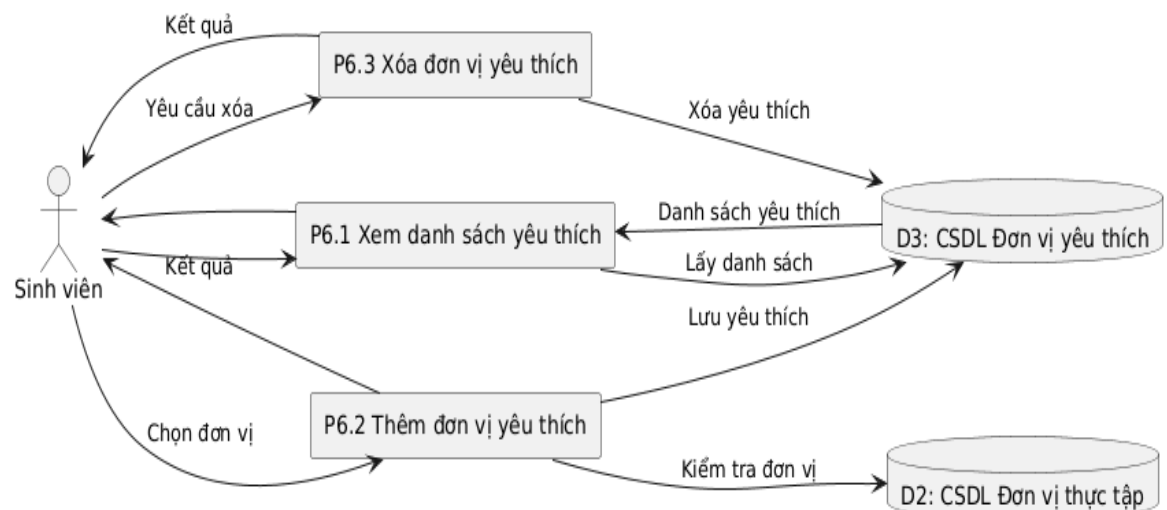 Kết quả
P6.3 Xóa đơn vị yêu thích
Yêu cầu xóa
Xóa yêu thích
Danh sách yêu thích
P6.1 Xem danh sách yêu thích
D3: CSDL Đơn vị yêu thích
Kết quả
Lấy danh sách
Sinh viên
Lưu yêu thích
P6.2 Thêm đơn vị yêu thích
Chọn đơn vị
Kiểm tra đơn vị
D2: CSDL Đơn vị thực tập